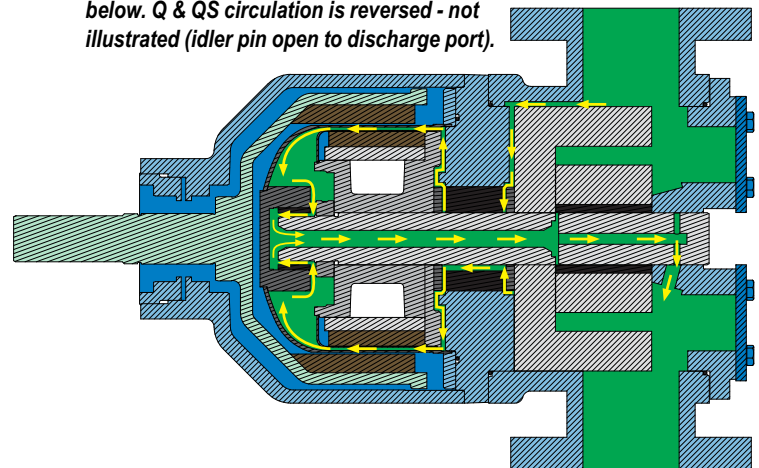 below. Q & QS circulation is reversed - not
illustrated (idler pin open to discharge port).